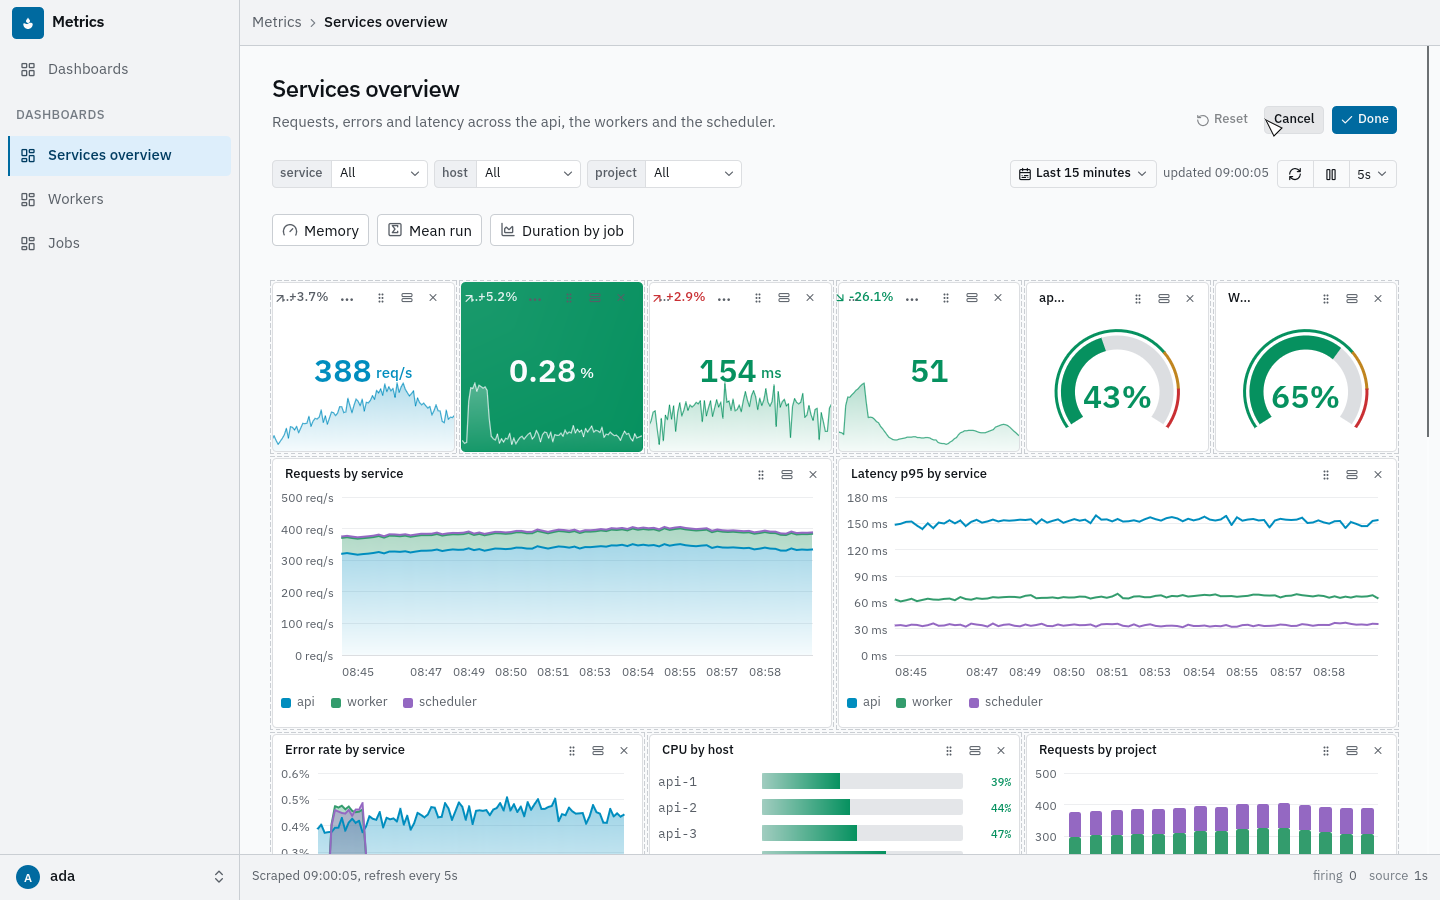 Metrics
Metrics > Services overview
Dashboards
DASHBOARDS
Services overview
Workers
Jobs
Services overview
Requests, errors and latency across the api, the workers and the scheduler.
Reset
Cancel
Done
service All
host All
project All
Last 15 minutes
updated 09:00:05
5s
Memory
Mean run
Duration by job
+3.7%
388 req/s
+5.2%
0.28 %
+2.9%
154 ms
-26.1%
51
ap...
43%
W...
65%
Requests by service
500 req/s
400 req/s
300 req/s
200 req/s
100 req/s
0 req/s
08:45 08:47 08:49 08:50 08:51 08:53 08:54 08:55 08:57 08:58
api worker scheduler
Latency p95 by service
180 ms
150 ms
120 ms
90 ms
60 ms
30 ms
0 ms
08:45 08:47 08:49 08:50 08:51 08:53 08:54 08:55 08:57 08:58
api worker scheduler
Error rate by service
0.6%
0.5%
0.4%
0.3%
CPU by host
api-1 39%
api-2 44%
api-3 47%
Requests by project
500
400
300
A ada
Scraped 09:00:05, refresh every 5s
firing 0 source 1s